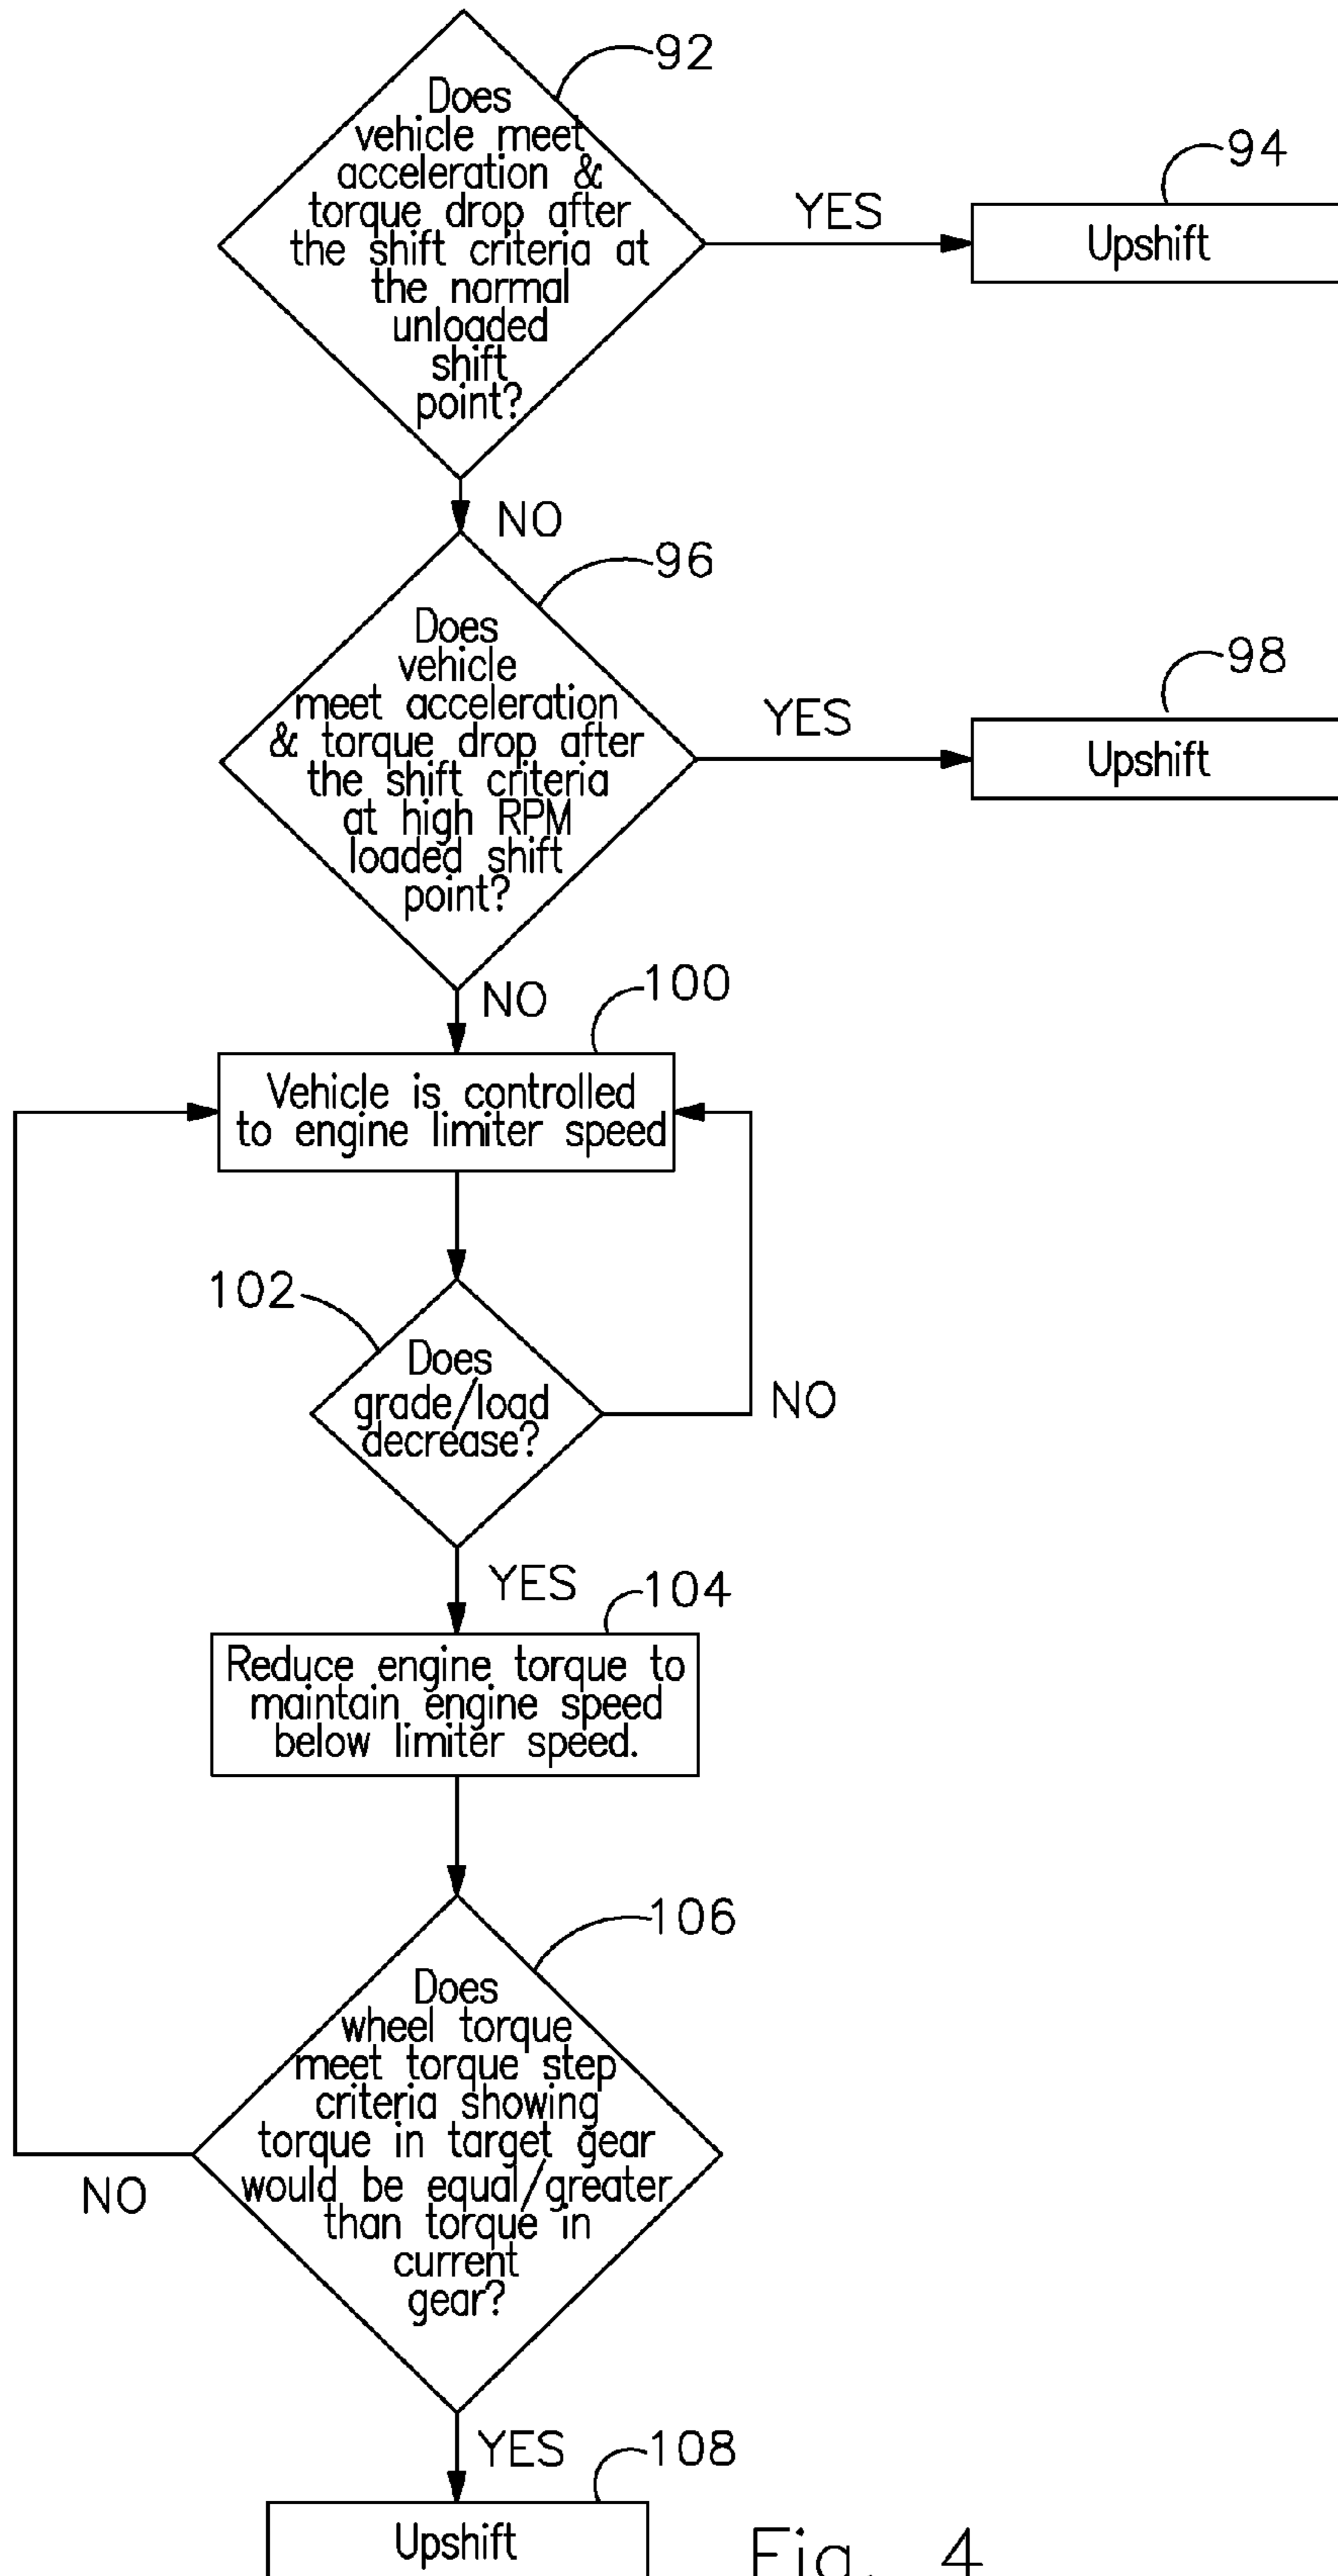 92
Does
vehicle meet
acceleration &
torque drop after
the shift criteria at
the normal
unloaded
shift
point?
YES
94
Upshift
NO
96
Does
vehicle
meet acceleration
& torque drop after
the shift criteria
at high RPM
loaded shift
point?
YES
98
Upshift
NO
100
Vehicle is controlled
to engine limiter speed
102
Does
grade/load
decrease?
NO
YES
104
Reduce engine torque to
maintain engine speed
below limiter speed.
106
Does
wheel torque
meet torque step
criteria showing
torque in target gear
would be equal/greater
than torque in
current
gear?
NO
YES
108
Upshift
Fig. 4